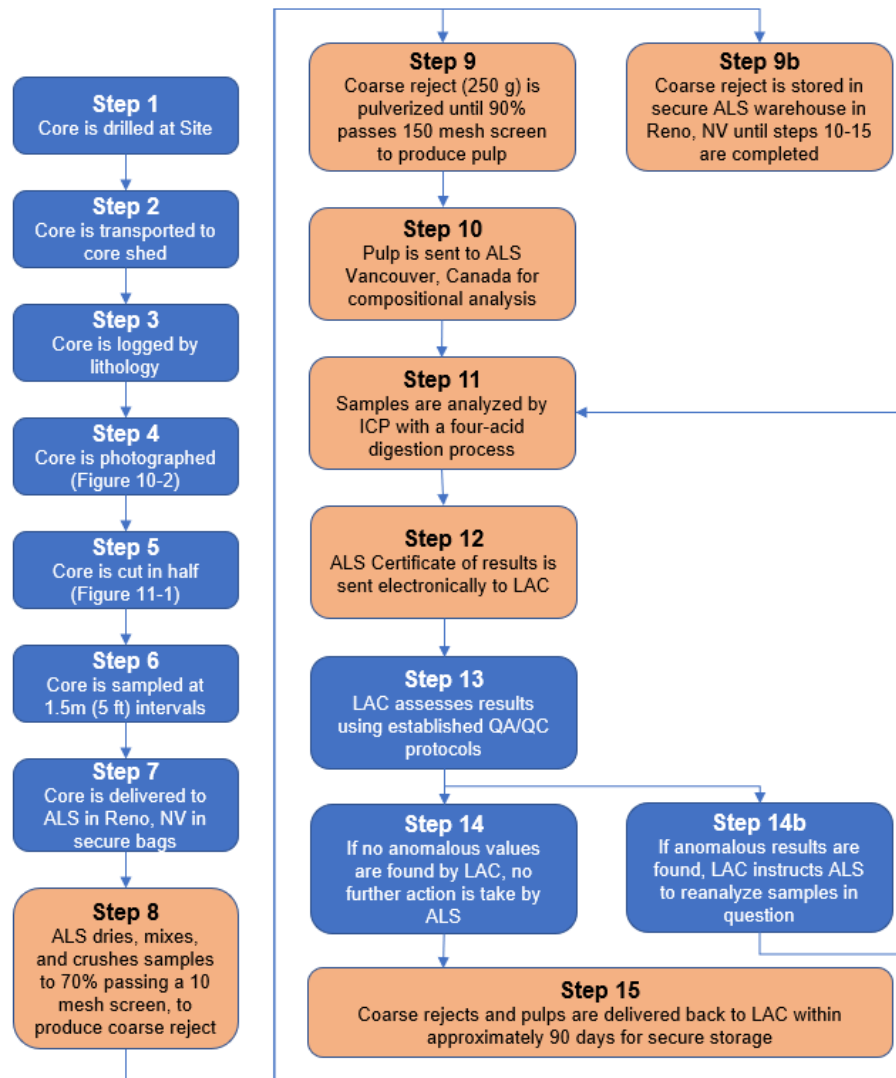 Step 1
Core is drilled at Site
Step 2
Core is transported to
core shed
Step 3
Core is logged by
lithology
Step 4
Core is photographed
(Figure 10-2)
Step 5
Core is cut in half
(Figure 11-1)
Step 6
Core is sampled at
1.5m (5 ft) intervals
Step 7
Core is delivered to
ALS in Reno, NV in
secure bags
Step 8
ALS dries, mixes,
and crushes samples
to 70% passing a 10
mesh screen, to
produce coarse reject
Step 9
Coarse reject (250 g) is
pulverized until 90%
passes 150 mesh screen
to produce pulp
Step 9b
Coarse reject is stored in
secure ALS warehouse in
Reno, NV until steps 10-15
are completed
Step 10
Pulp is sent to ALS
Vancouver, Canada for
compositional analysis
Step 11
Samples are analyzed by
ICP with a four-acid
digestion process
Step 12
ALS Certificate of results is
sent electronically to LAC
Step 13
LAC assesses results
using established QA/QC
protocols
Step 14
If no anomalous values
are found by LAC, no
further action is take by
ALS
Step 14b
If anomalous results are
found, LAC instructs ALS
to reanalyze samples in
question
Step 15
Coarse rejects and pulps are delivered back to LAC within
approximately 90 days for secure storage